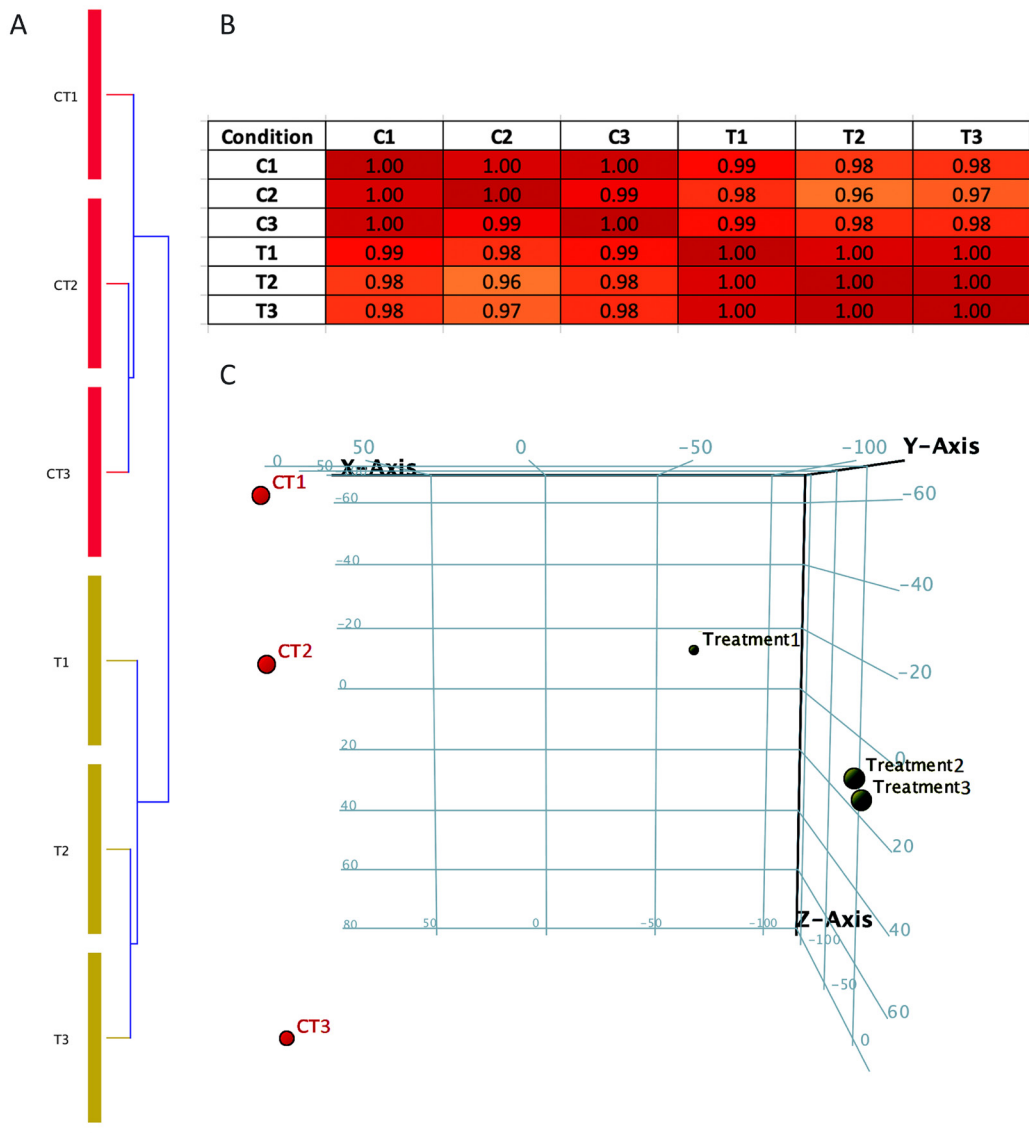 A
B
CT1
CT2
CT3
T1
T2
T3
Condition C1 C2 C3 T1 T2 T3
C1 1.00 1.00 1.00 0.99 0.98 0.98
C2 1.00 1.00 0.99 0.98 0.96 0.97
C3 1.00 0.99 1.00 0.99 0.98 0.98
T1 0.99 0.98 0.99 1.00 1.00 1.00
T2 0.98 0.96 0.98 1.00 1.00 1.00
T3 0.98 0.97 0.98 1.00 1.00 1.00
C
50 0 -50 -100 Y-Axis
0 50 X-Axis
CT1
-60 -60
-40 -40
-20 -20
CT2
Treatment1
0 0
20 20
40 40
60 60
Treatment2
Treatment3
80 50 0 -50 -100 Z-Axis
-100
-50
0
CT3